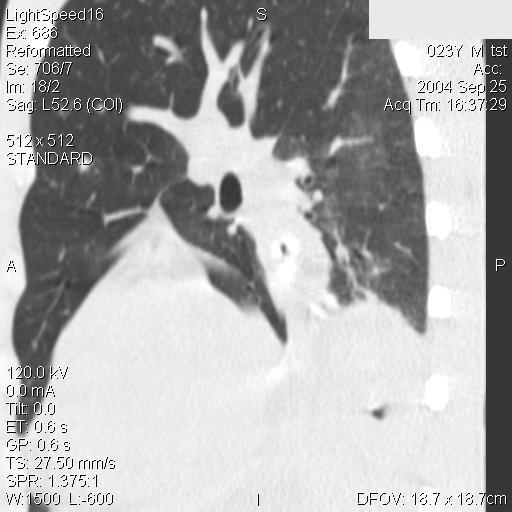 LightSpeed16
Ex: 686
Reformatted
Se: 706/7
Im: 18/2
Sag: L52.6 (COI)
512 x 512
STANDARD
S
023Y M tst
Acc:
2004 Sep 25
Acq Tm: 16:37:29
A
P
120.0 kV
0.0 mA
Tilt: 0.0
ET: 0.6 s
GP: 0.6 s
TS: 27.50 mm/s
SPR: 1.375:1
W:1500 L:-600
I
DFOV: 18.7 x 18.7cm